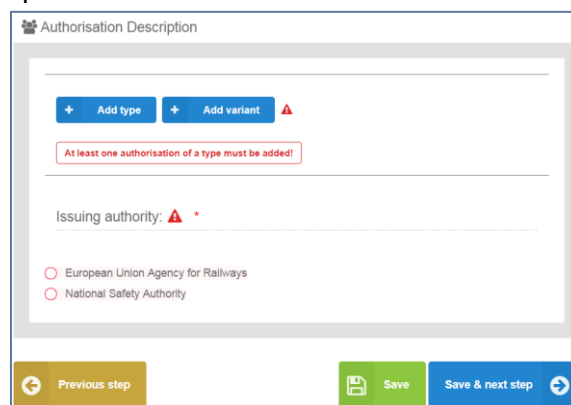 Authorisation Description
+ Add type + Add variant
At least one authorisation of a type must be added!
Issuing authority: *
European Union Agency for Railways
National Safety Authority
Previous step Save Save & next step